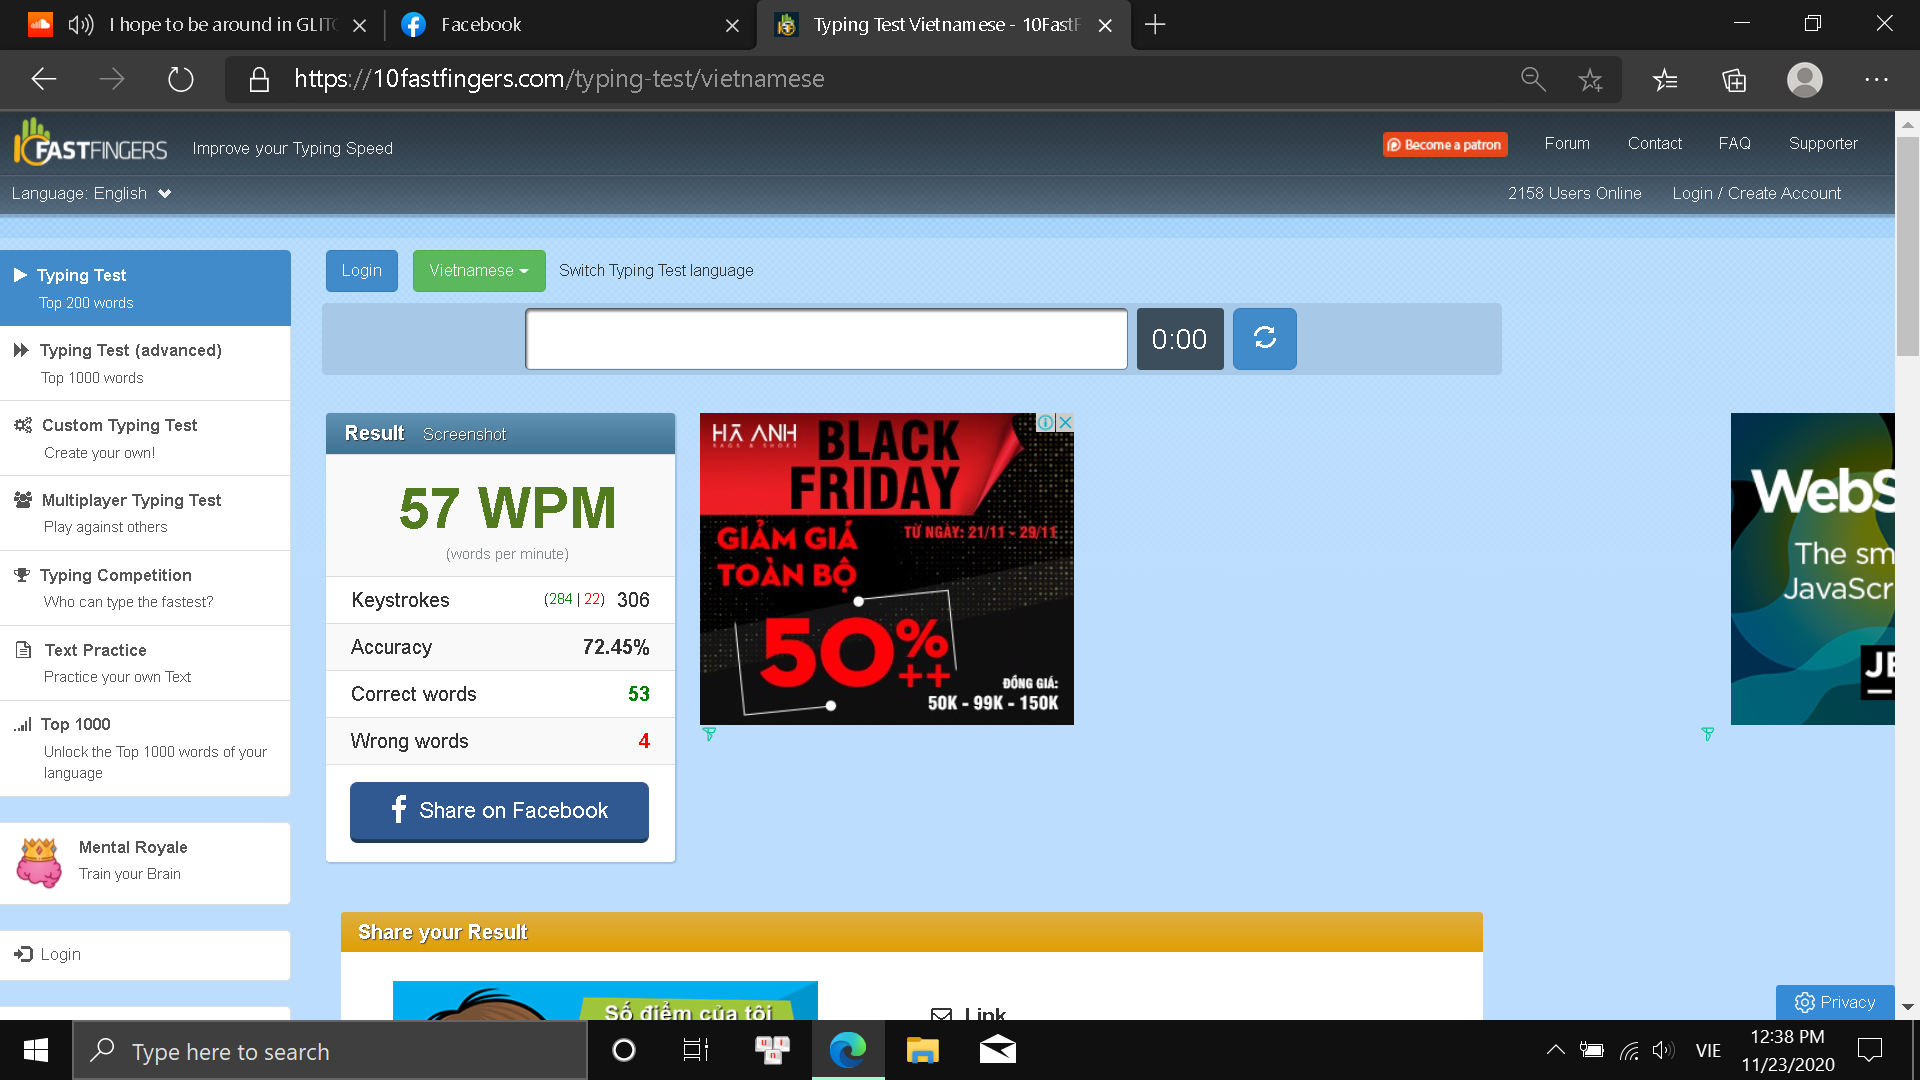 I hope to be around in GLITC
Facebook
Typing Test Vietnamese - 10FastF
https://10fastfingers.com/typing-test/vietnamese
10 FASTFINGERS
Improve your Typing Speed
Become a patron
Forum
Contact
FAQ
Supporter
Language: English
2158 Users Online
Login / Create Account
Typing Test
Top 200 words
Typing Test (advanced)
Top 1000 words
Custom Typing Test
Create your own!
Multiplayer Typing Test
Play against others
Typing Competition
Who can type the fastest?
Text Practice
Practice your own Text
Top 1000
Unlock the Top 1000 words of your
language
Mental Royale
Train your Brain
Login
Login
Vietnamese
Switch Typing Test language
0:00
Result
Screenshot
57 WPM
(words per minute)
Keystrokes
(284 | 22) 306
Accuracy
72.45%
Correct words
53
Wrong words
4
Share on Facebook
HÀ ANH
BAGS & SHOES
BLACK
FRIDAY
GIẢM GIÁ
TOÀN BỘ
TỪ NGÀY: 21/11 - 29/11
50%
++
ĐỒNG GIÁ:
50K - 99K - 150K
WebS
The sm
JavaScr
JE
Share your Result
Số điểm của tôi
Link
Privacy
Type here to search
u i n
VIE
12:38 PM
11/23/2020